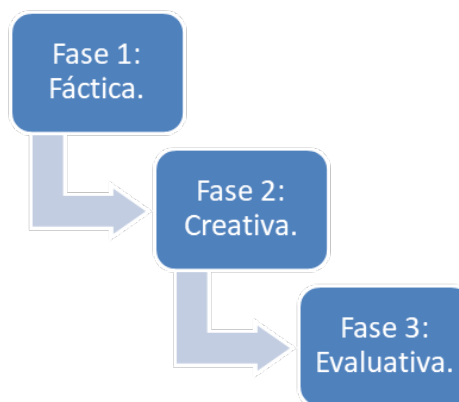 Fase 1:
Fáctica.
Fase 2:
Creativa.
Fase 3:
Evaluativa.